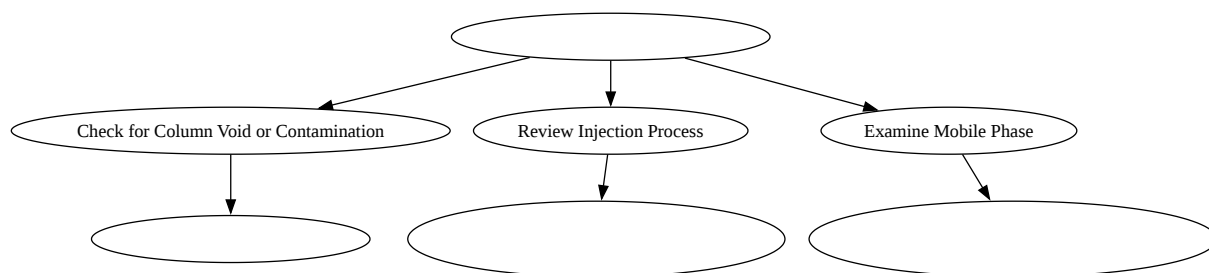 Check for Column Void or Contamination
Review Injection Process
Examine Mobile Phase